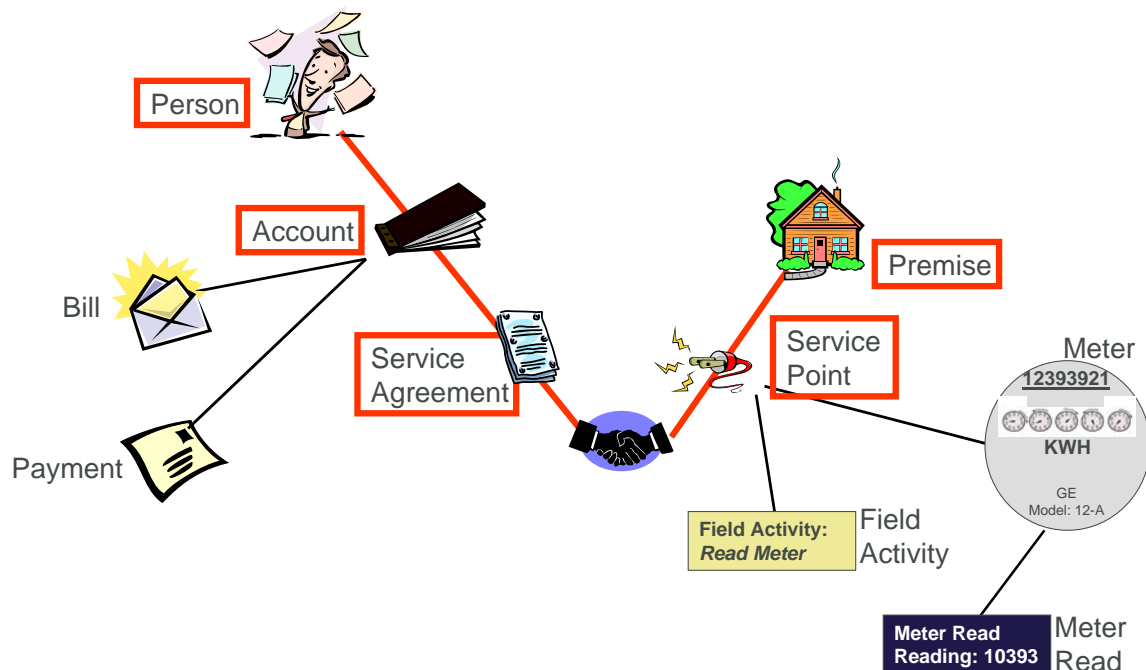 Person
Account
Premise
Bill
Service
Agreement
Service
Point
Meter
12393921
KWH
GE
Model: 12-A
Payment
Field Activity:
Read Meter
Field
Activity
Meter Read
Reading: 10393
Meter
Read